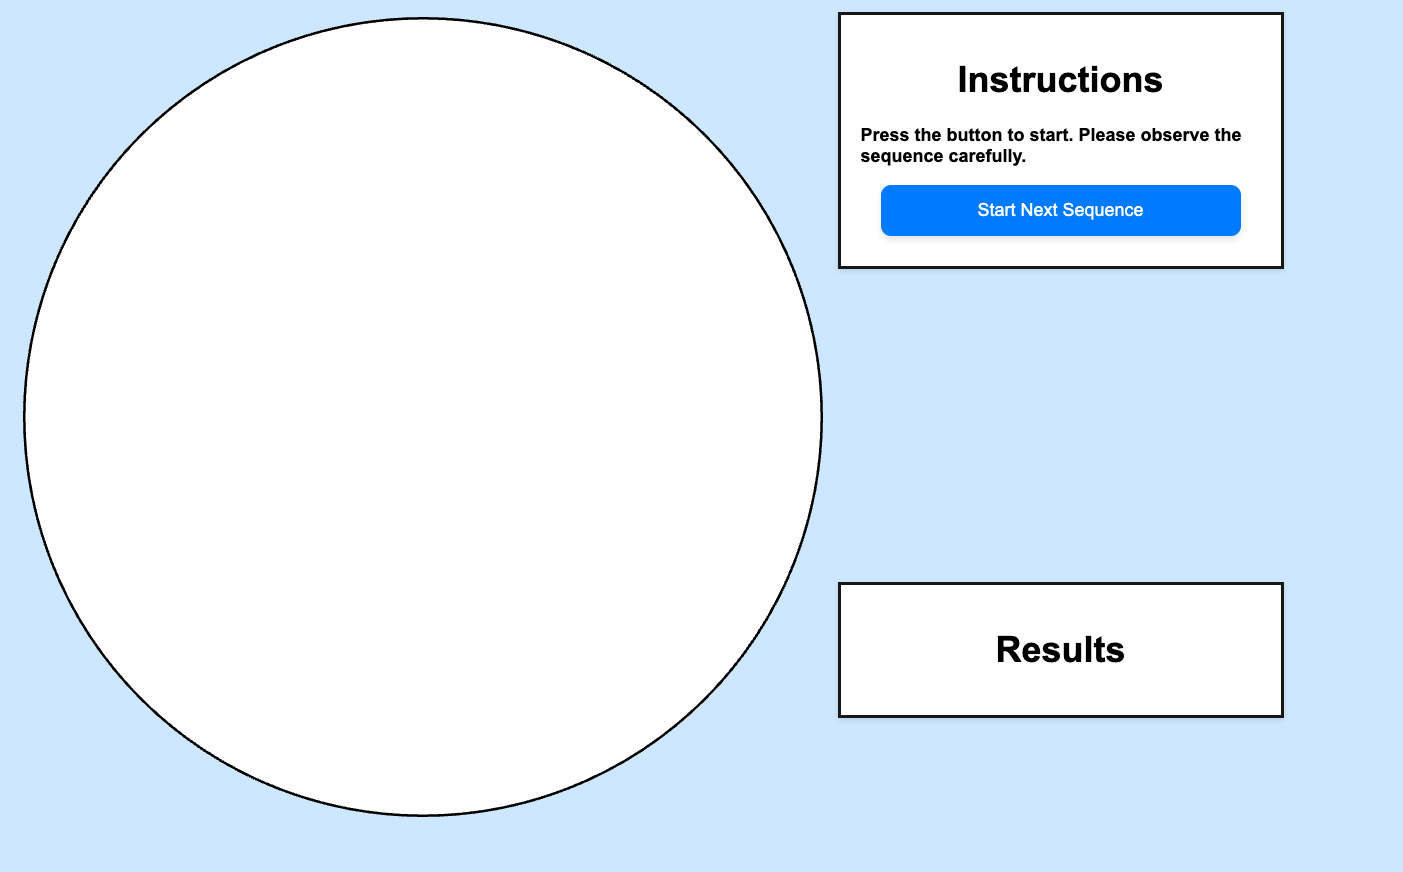 Instructions
Press the button to start. Please observe the
sequence carefully.
Start Next Sequence
Results